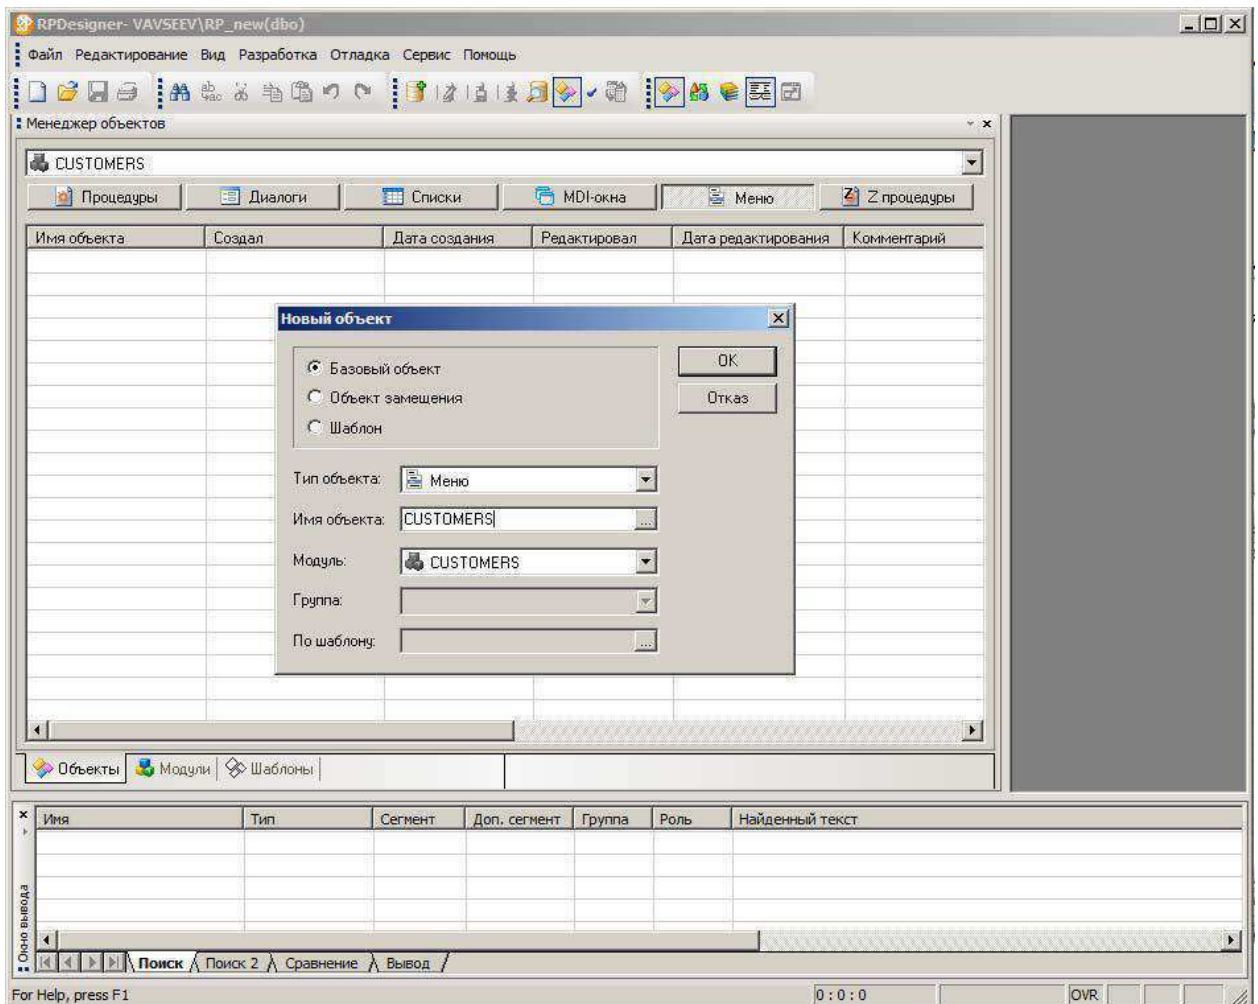 RPDesigner- VAVSEEV\RP_new(dbo)
Файл Редактирование Вид Разработка Отладка Сервис Помощь
Менеджер объектов
CUSTOMERS
Процедуры Диалоги Списки MDI-окна Меню Z процедуры
Имя объекта Создал Дата создания Редактировал Дата редактирования Комментарий
Новый объект
Базовый объект
OK
Объект замещения
Отказ
Шаблон
Тип объекта: Меню
Имя объекта: CUSTOMERS ...
Модуль: CUSTOMERS
Группа:
По шаблону: ...
Объекты Модули Шаблоны
Имя Тип Сегмент Доп. сегмент Группа Роль Найденный текст
Окно вывода
Поиск Поиск 2 Сравнение Вывод
For Help, press F1 0 : 0 : 0 OVR